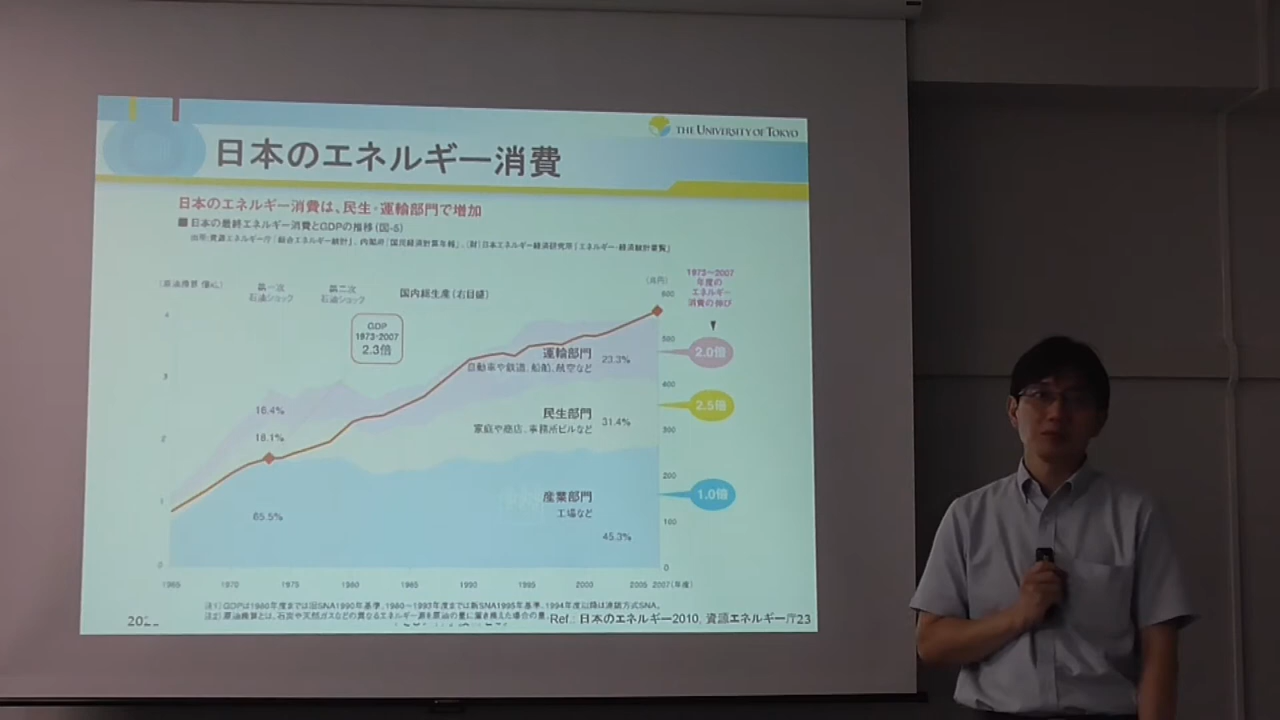 THE UNIVERSITY OF TOKYO
日本のエネルギー消費
日本のエネルギー消費は、民生・運輸部門で増加
■ 日本の最終エネルギー消費とGDPの推移(図-5)
出所:資源エネルギー庁「総合エネルギー統計」、内閣府「国民経済計算年報」、(財)日本エネルギー経済研究所「エネルギー・経済統計要覧」
1973〜2007
年度の
エネルギー
消費の伸び
(原油換算 億kL)
第一次
石油ショック
第二次
石油ショック
国内総生産(右目盛)
(兆円)
600
4
GDP
1973-2007
2.3倍
500
運輸部門
自動車や鉄道、船舶、航空など
23.3%
2.0倍
3
400
16.4%
民生部門
家庭や商店、事務所ビルなど
31.4%
2.5倍
300
2
18.1%
200
産業部門
工場など
1.0倍
1
65.5%
100
45.3%
0
0
1965 1970 1975 1980 1985 1990 1995 2000 2005 2007(年度)
注1)GDPは1980年度までは旧SNA1990年基準、1980〜1993年度までは新SNA1995年基準、1994年度以降は連鎖方式SNA。
注2)原油換算とは、石炭や天然ガスなどの異なるエネルギー源を原油の量に置き換えた場合の量
Ref.: 日本のエネルギー2010, 資源エネルギー庁
23